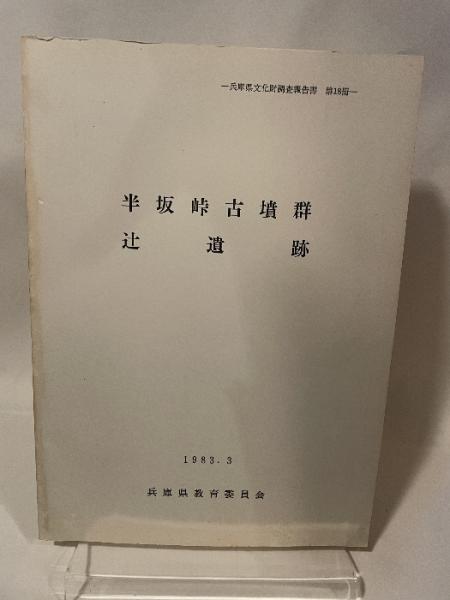 ―兵庫県文化財調査報告書 第18冊―
半坂峠古墳群
辻遺跡
1983.3
兵庫県教育委員会